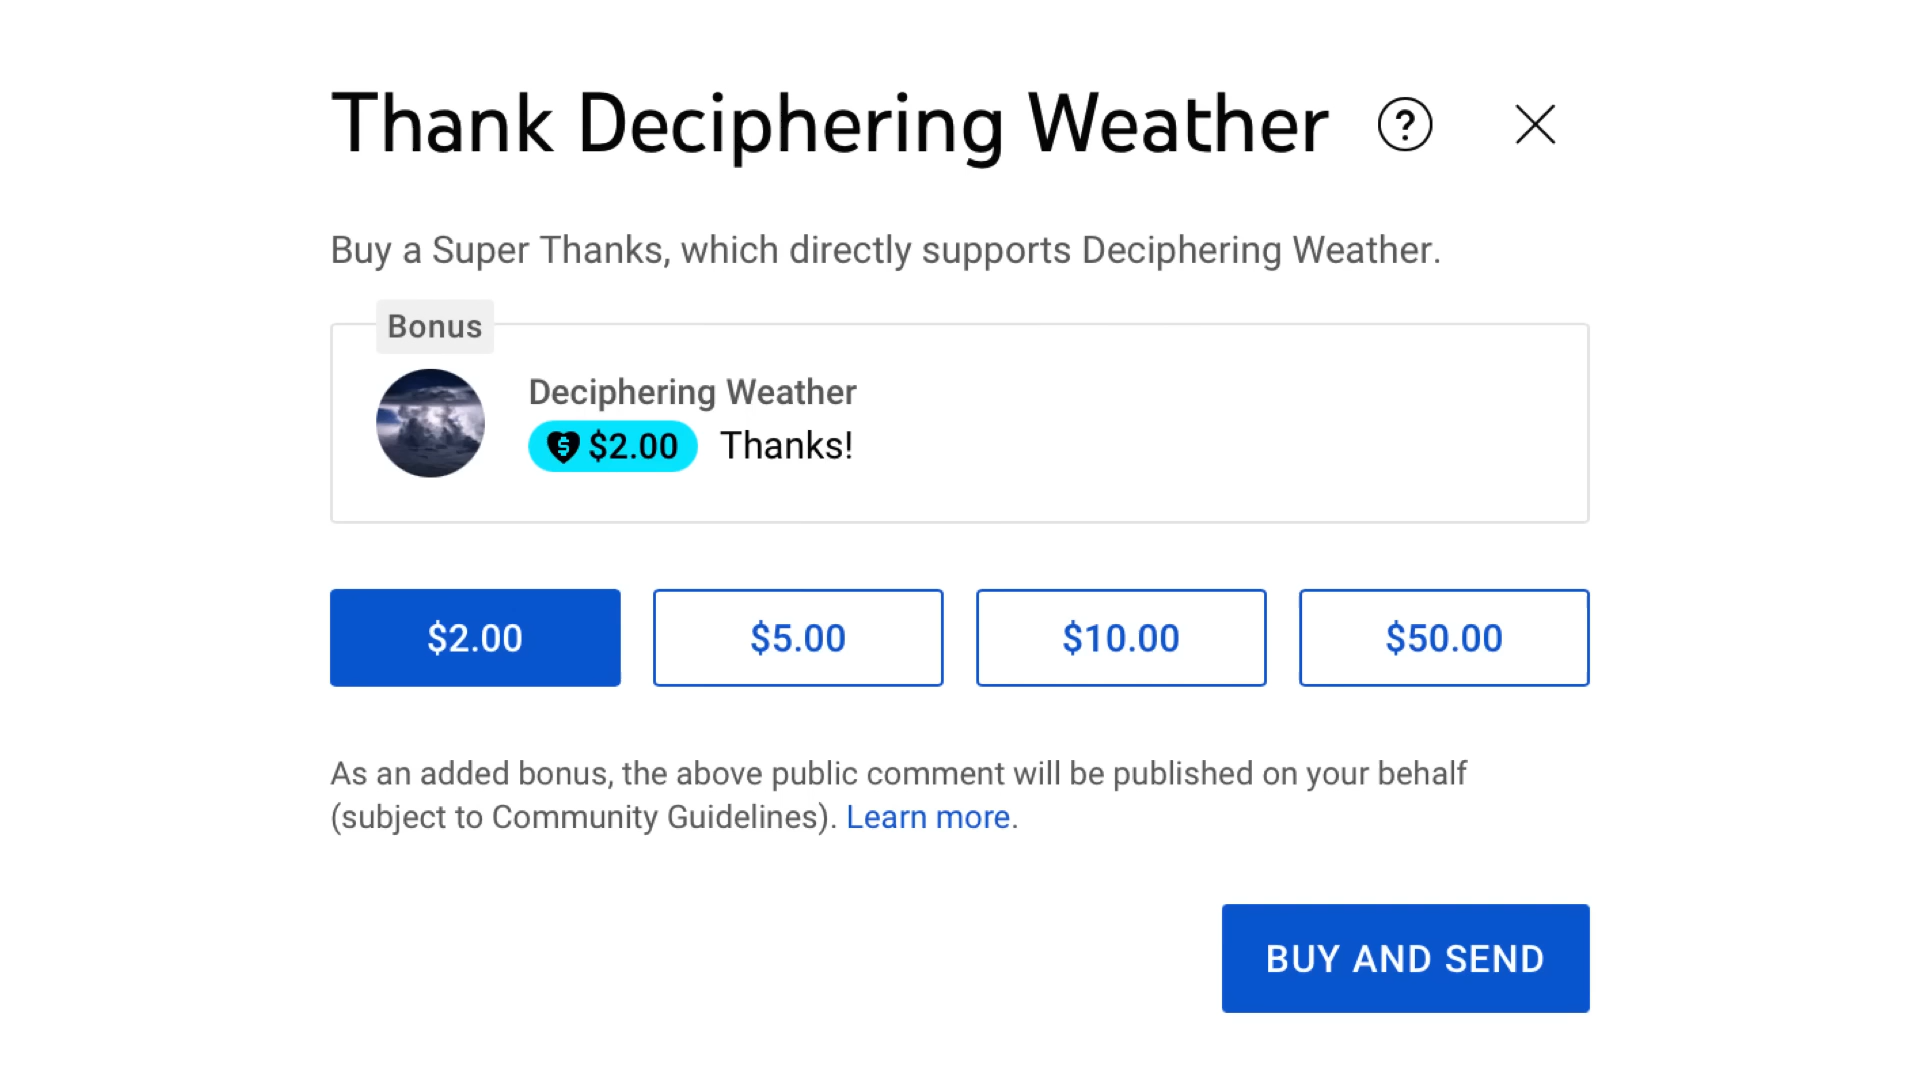 Thank Deciphering Weather ?
Buy a Super Thanks, which directly supports Deciphering Weather.
Bonus
Deciphering Weather
$ $2.00 Thanks!
$2.00 $5.00 $10.00 $50.00
As an added bonus, the above public comment will be published on your behalf
(subject to Community Guidelines). Learn more.
BUY AND SEND